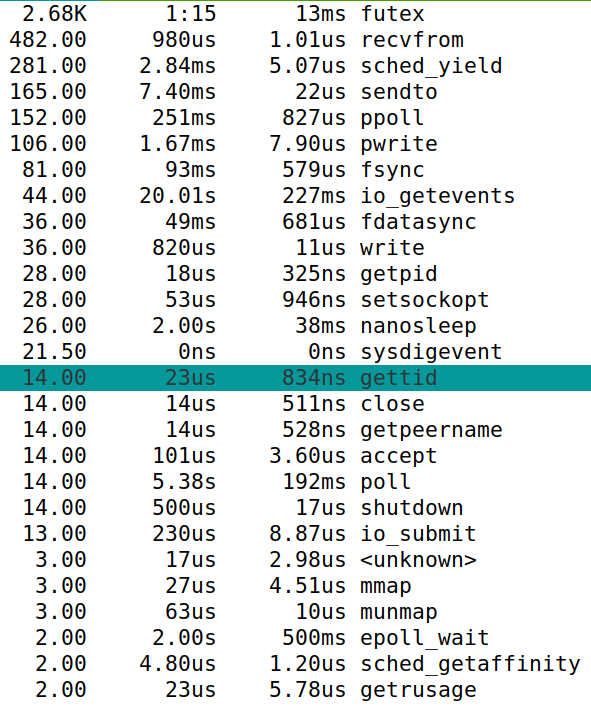 2.68K 1:15 13ms futex
482.00 980us 1.01us recvfrom
281.00 2.84ms 5.07us sched_yield
165.00 7.40ms 22us sendto
152.00 251ms 827us ppoll
106.00 1.67ms 7.90us pwrite
81.00 93ms 579us fsync
44.00 20.01s 227ms io_getevents
36.00 49ms 681us fdatasync
36.00 820us 11us write
28.00 18us 325ns getpid
28.00 53us 946ns setsockopt
26.00 2.00s 38ms nanosleep
21.50 0ns 0ns sysdigevent
14.00 23us 834ns gettid
14.00 14us 511ns close
14.00 14us 528ns getpeername
14.00 101us 3.60us accept
14.00 5.38s 192ms poll
14.00 500us 17us shutdown
13.00 230us 8.87us io_submit
3.00 17us 2.98us <unknown>
3.00 27us 4.51us mmap
3.00 63us 10us munmap
2.00 2.00s 500ms epoll_wait
2.00 4.80us 1.20us sched_getaffinity
2.00 23us 5.78us getrusage